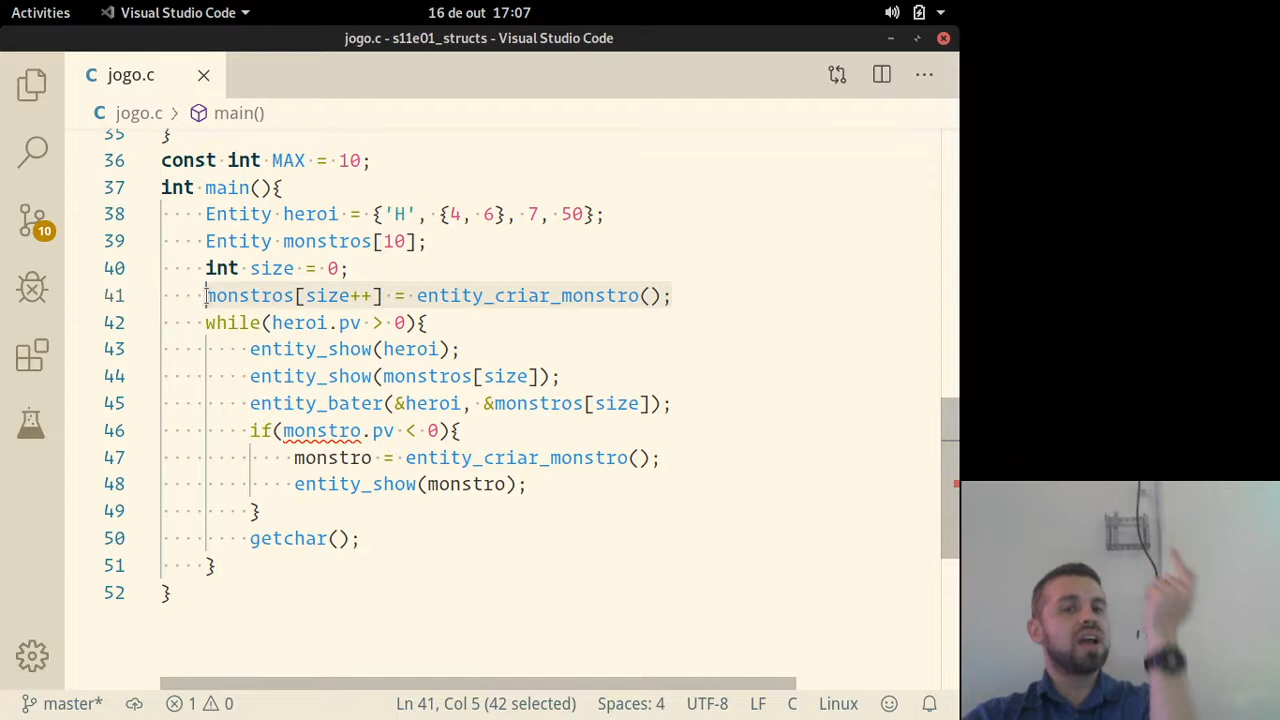 Activities Visual Studio Code 16 de out 17:07
jogo.c - s11e01_structs - Visual Studio Code
jogo.c
jogo.c > main()
35 }
36 const int MAX = 10;
37 int main(){
38 Entity heroi = {'H', {4, 6}, 7, 50};
39 Entity monstros[10];
40 int size = 0;
41 monstros[size++] = entity_criar_monstro();
42 while(heroi.pv > 0){
43 entity_show(heroi);
44 entity_show(monstros[size]);
45 entity_bater(&heroi, &monstros[size]);
46 if(monstro.pv < 0){
47 monstro = entity_criar_monstro();
48 entity_show(monstro);
49 }
50 getchar();
51 }
52 }
10
master* 1 0 Ln 41, Col 5 (42 selected) Spaces: 4 UTF-8 LF C Linux